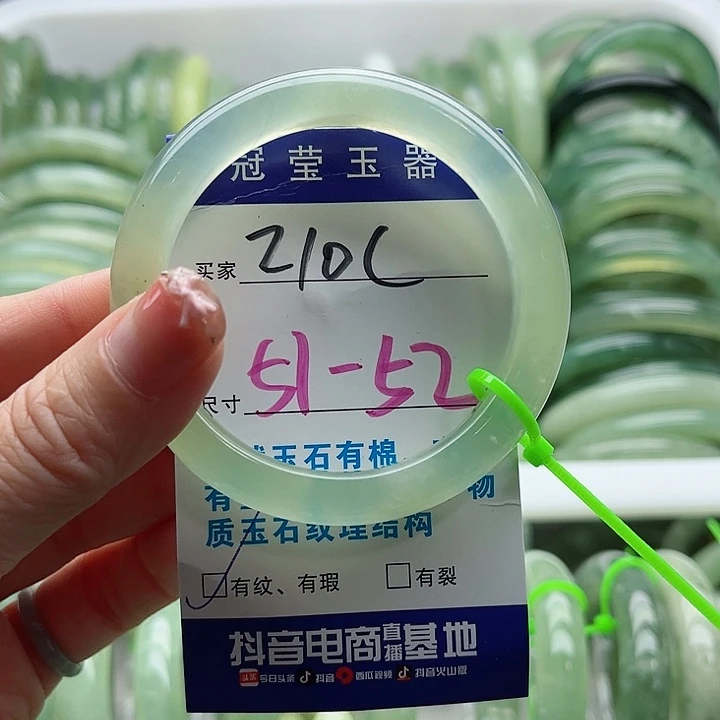 冠莹玉器
买家 210C
尺寸 51-52
玉石有棉、
有 物
质玉石纹理结构
□有纹、有瑕 □有裂
抖音电商直播基地
头条 今日头条 抖音 西瓜视频 抖音火山版